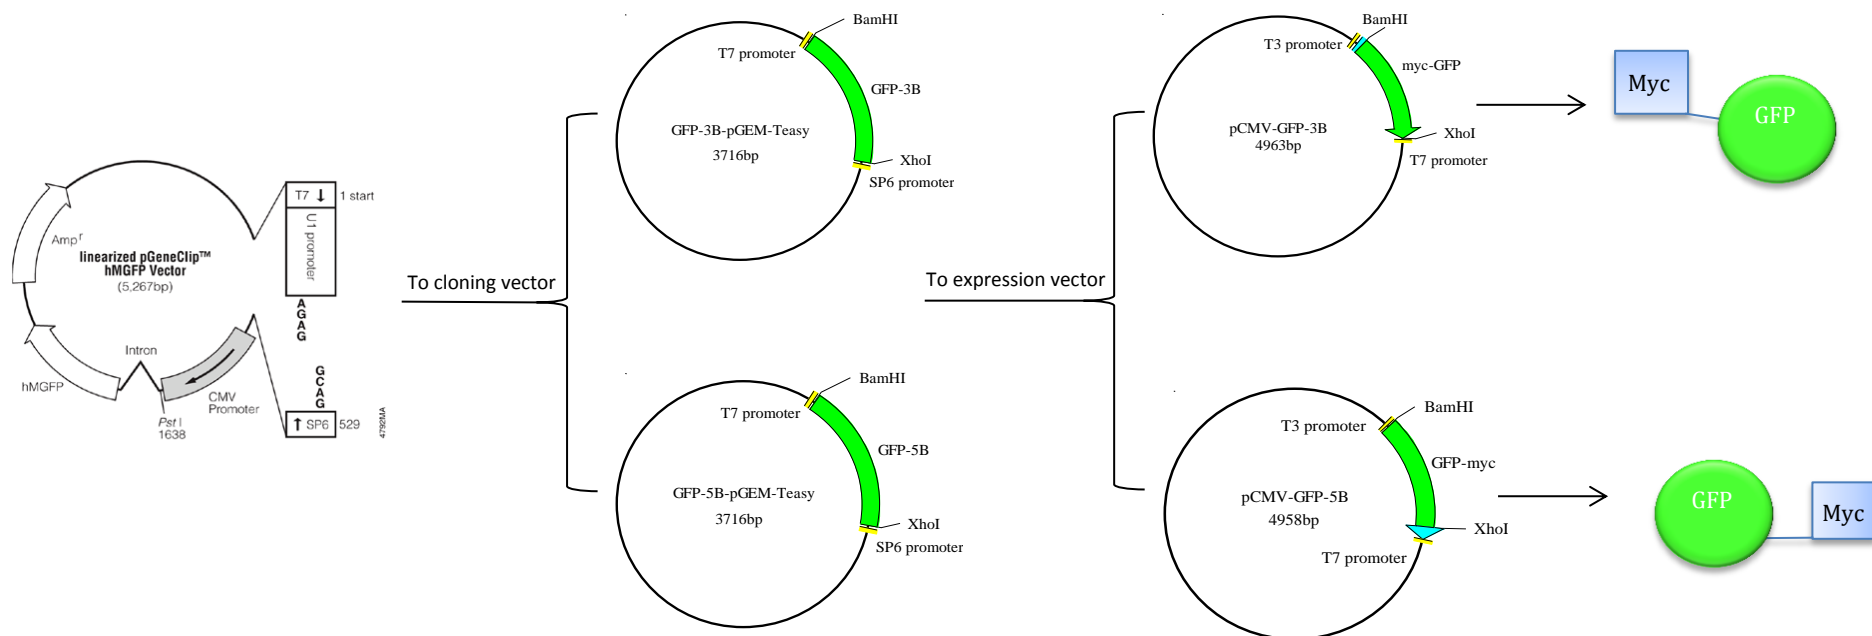 T7 ↓
1 start
U1 promoter
A
G
A
G
Amp r
linearized pGeneClip™
hMGFP Vector
(5,267bp)
Intron
hMGFP
CMV
Promoter
Pst I
1638
G
C
A
G
↑ SP6
529
4792MA
To cloning vector
BamHI
T7 promoter
GFP-3B
GFP-3B-pGEM-Teasy
3716bp
XhoI
SP6 promoter
BamHI
T7 promoter
GFP-5B
GFP-5B-pGEM-Teasy
3716bp
XhoI
SP6 promoter
To expression vector
BamHI
T3 promoter
myc-GFP
pCMV-GFP-3B
4963bp
XhoI
T7 promoter
Myc
GFP
BamHI
T3 promoter
GFP-myc
pCMV-GFP-5B
4958bp
XhoI
T7 promoter
GFP
Myc